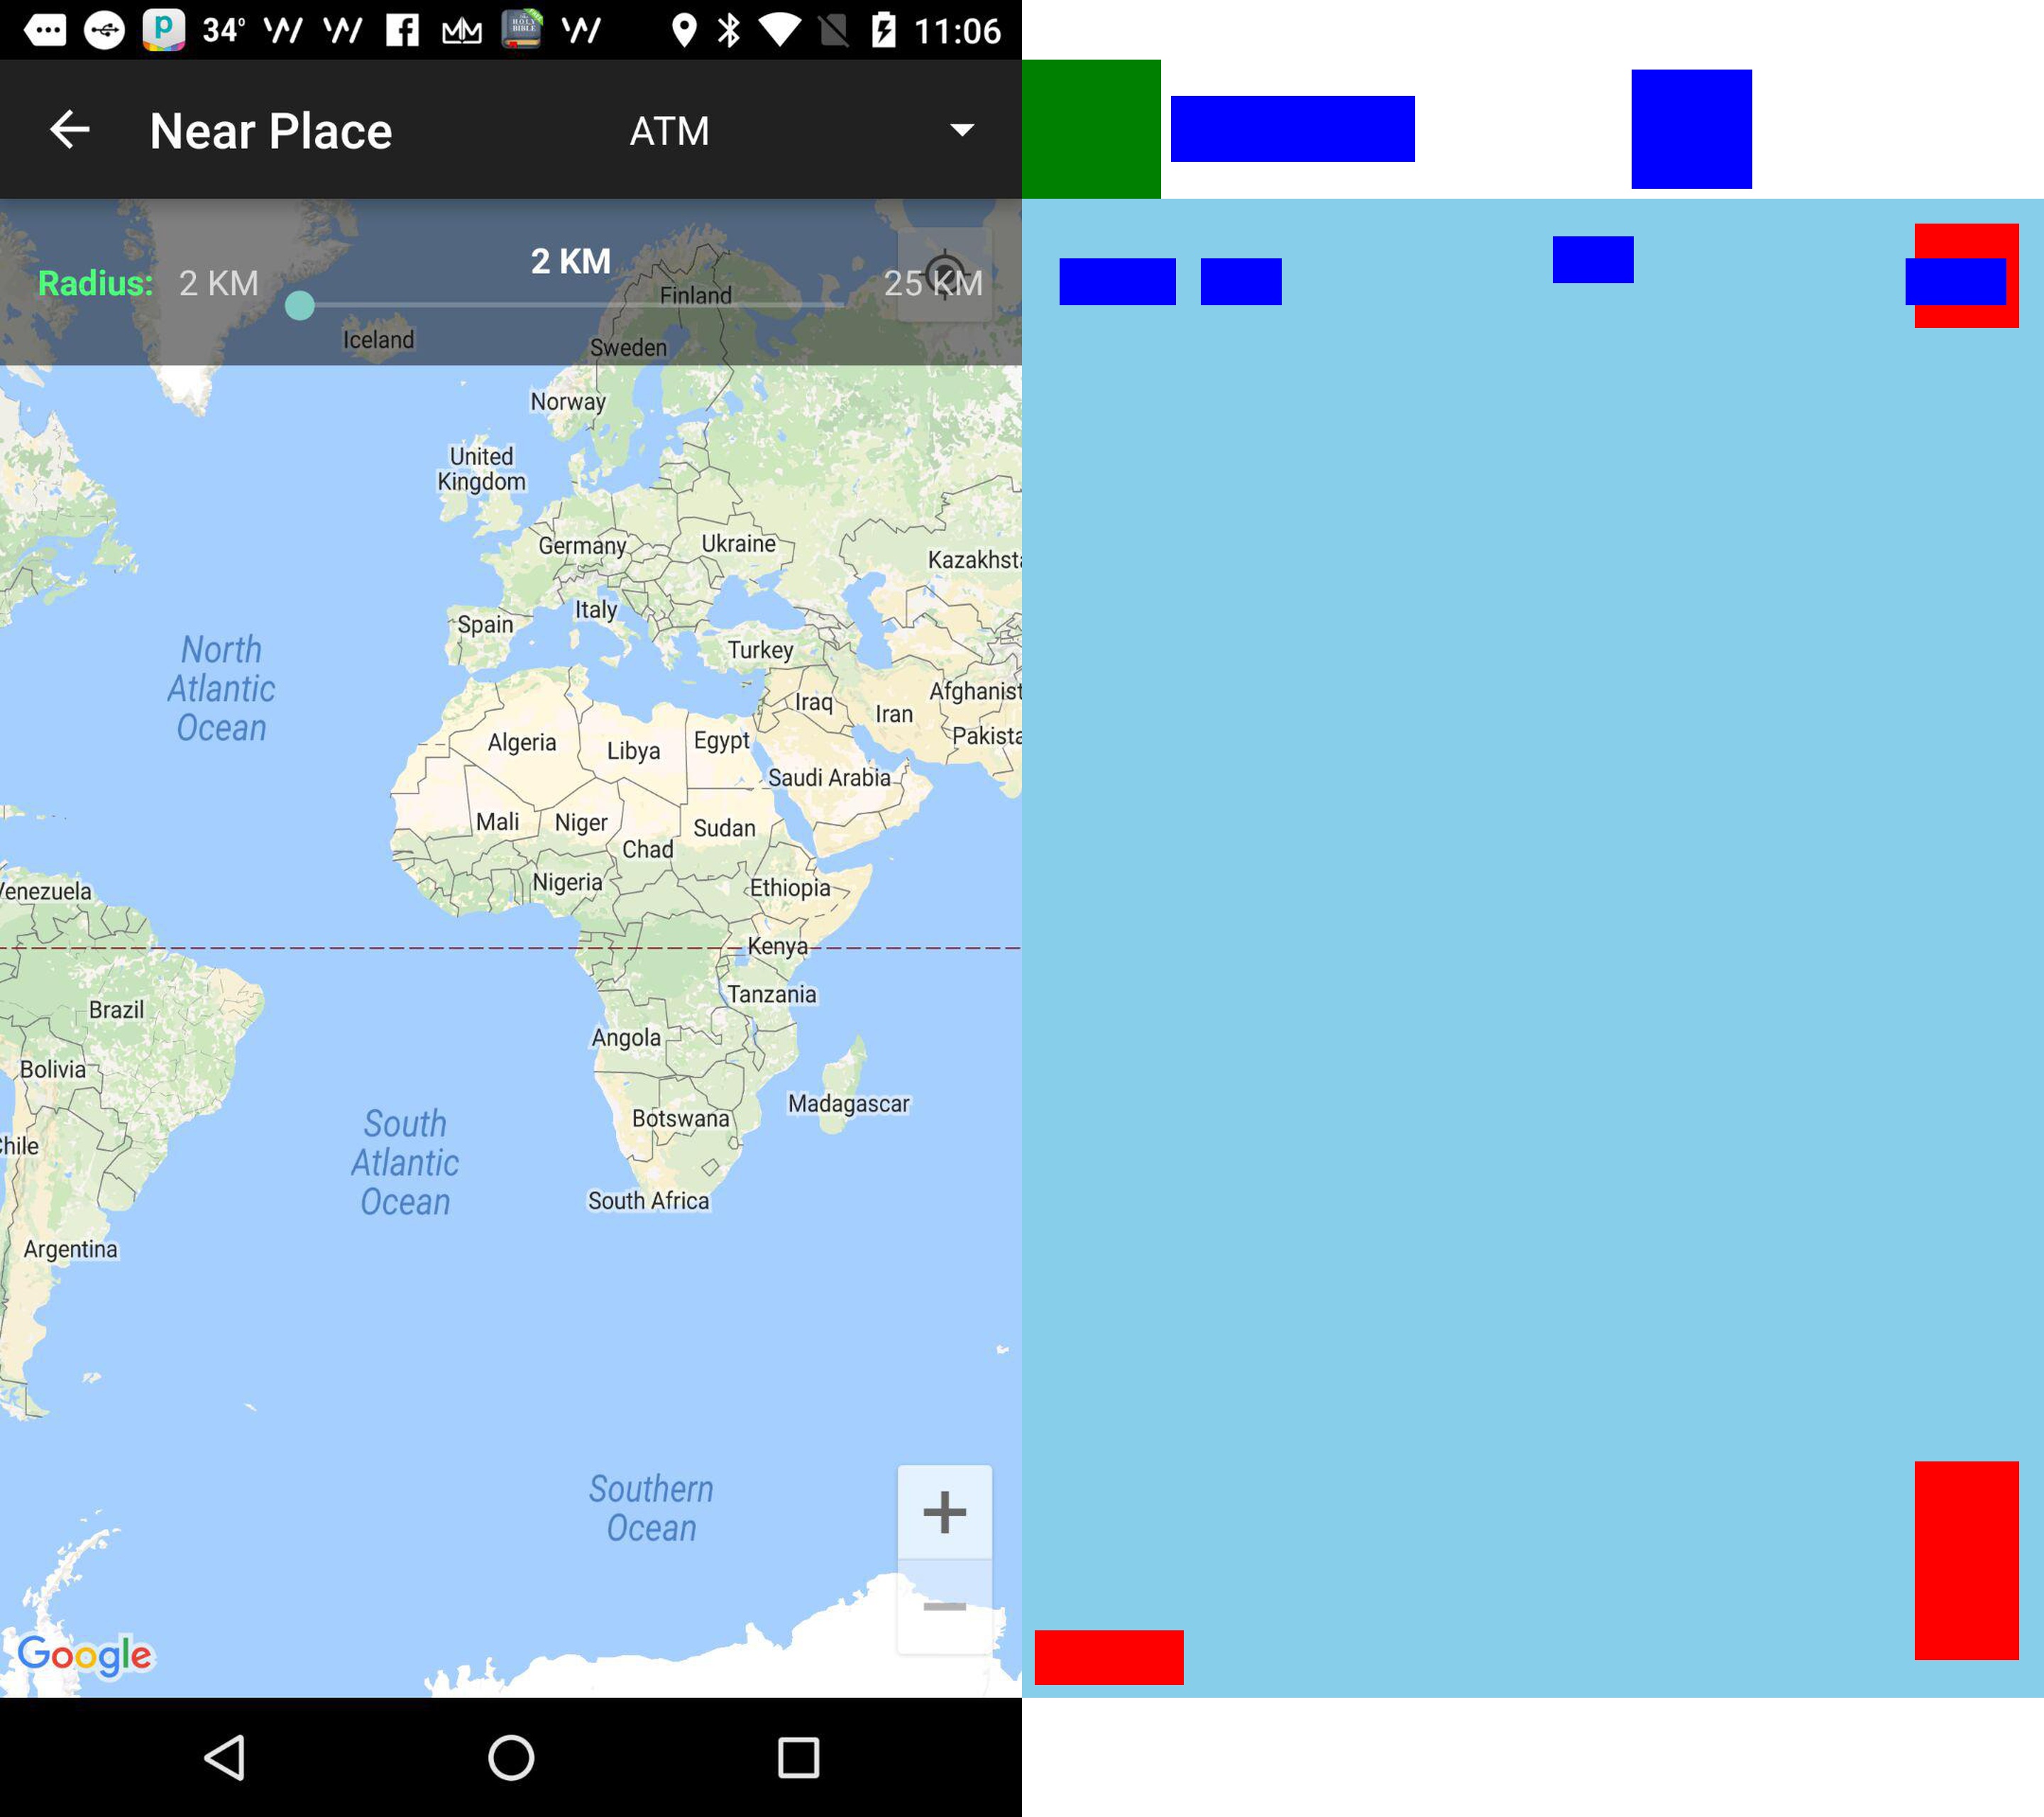 34°
11:06
Near Place
ATM
2 KM
Radius:
2 KM
25 KM
Finland
Iceland
Sweden
Norway
United
Kingdom
Germany
Ukraine
Kazakhst
Italy
Spain
Turkey
Afghanist
Iraq
Iran
Pakista
North
Atlantic
Ocean
Algeria
Libya
Egypt
Saudi Arabia
Mali
Niger
Sudan
Chad
Nigeria
Ethiopia
enezuela
Kenya
Tanzania
Brazil
Angola
Bolivia
Madagascar
Botswana
hile
South
Atlantic
Ocean
South Africa
Argentina
Southern
Ocean
Google